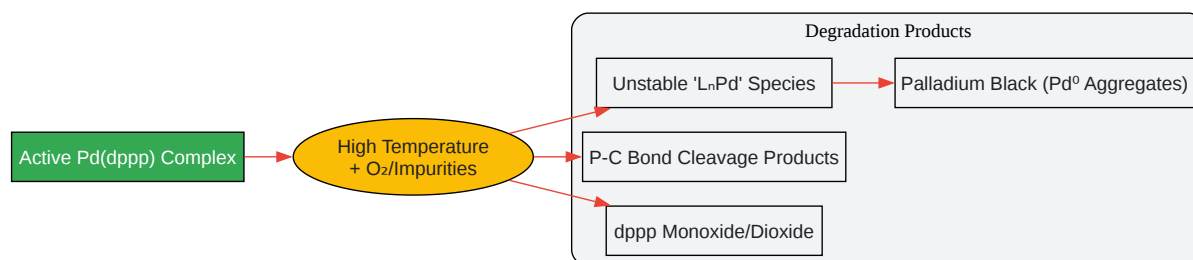 Degradation Products
Unstable 'LₙPd' Species
Palladium Black (Pd⁰ Aggregates)
Active Pd(dppp) Complex
High Temperature
+ O₂/Impurities
P-C Bond Cleavage Products
dppp Monoxide/Dioxide